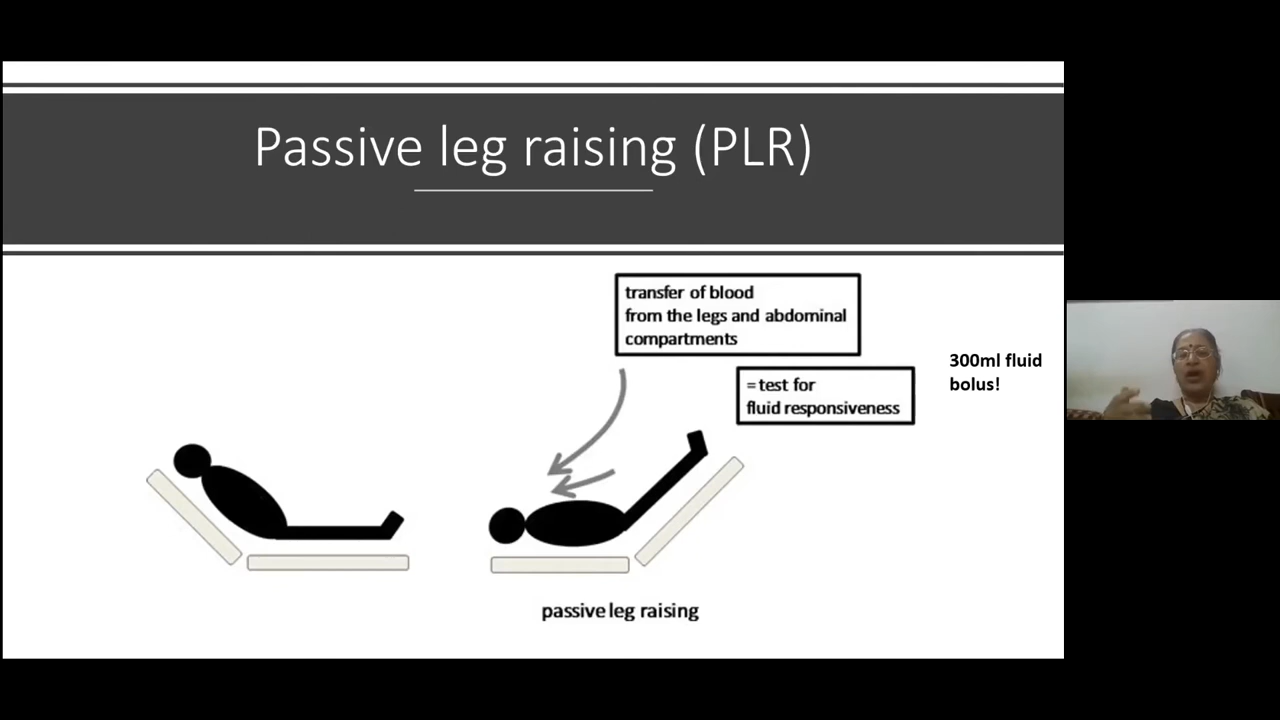 Passive leg raising (PLR)
transfer of blood
from the legs and abdominal
compartments
=test for
fluid responsiveness
300ml fluid
bolus!
passive leg raising